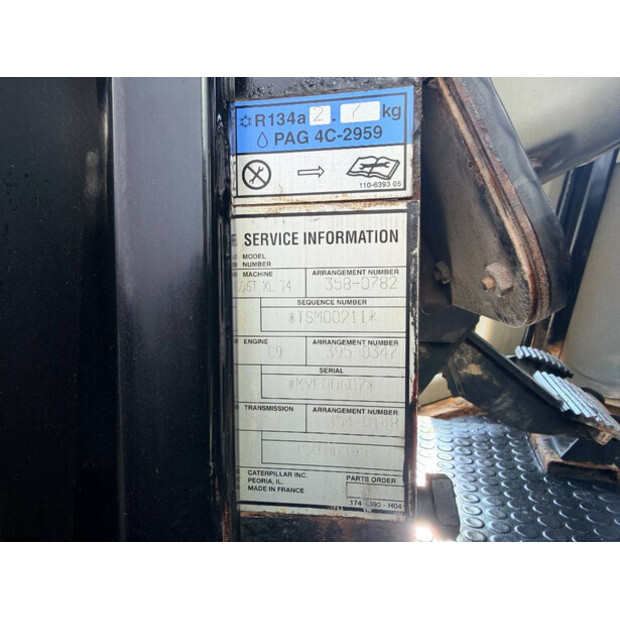 R134a 2.7 kg
PAG 4C-2959
110-6393 05
SERVICE INFORMATION
MODEL
NUMBER
MACHINE ARRANGEMENT NUMBER
D6T XL T4 358-0782
SEQUENCE NUMBER
*TSM00211*
ENGINE ARRANGEMENT NUMBER
C9 395-0347
SERIAL
TRANSMISSION ARRANGEMENT NUMBER
CATERPILLAR INC.
PEORIA, IL.
MADE IN FRANCE
PARTS ORDER